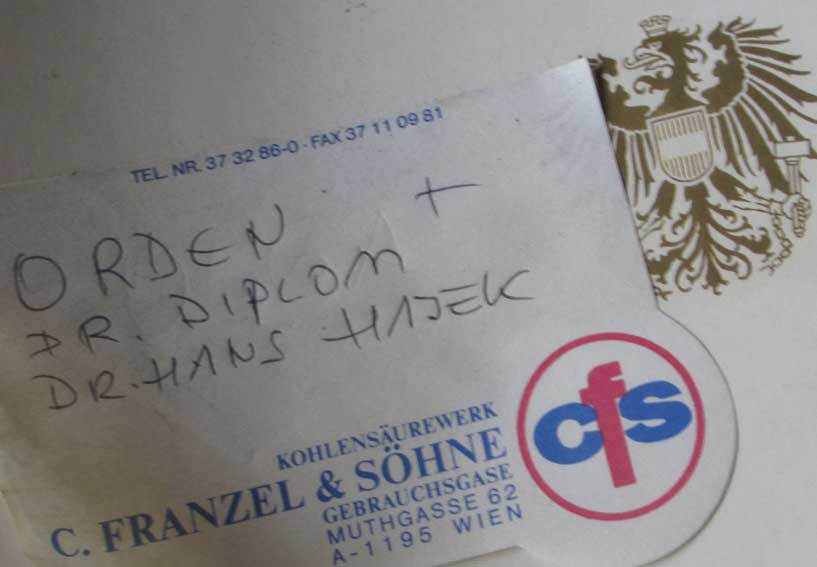 TEL. NR. 37 32 86-0 · FAX 37 11 09 81
ORDEN +
DR. DIPLOM
DR. HANS HAJEK
KOHLENSÄUREWERK
C. FRANZEL & SÖHNE
GEBRAUCHSGASE
MUTHGASSE 62
A-1195 WIEN
cfs